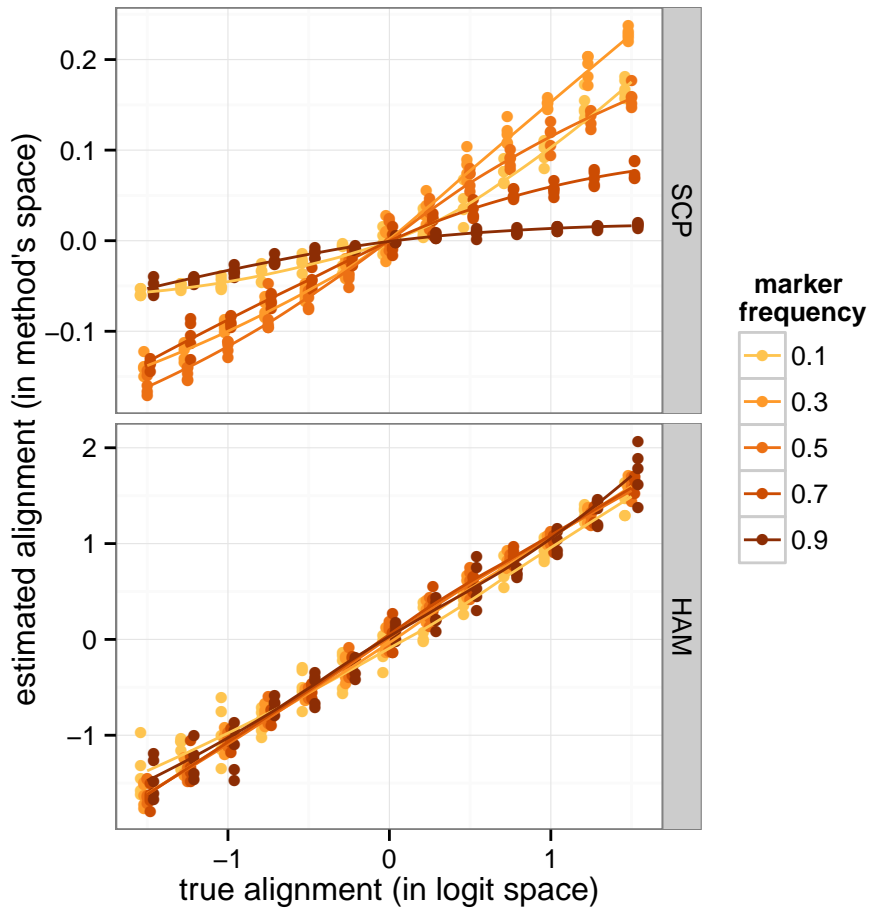 estimated alignment (in method's space)
0.2
0.1
0.0
−0.1
SCP
2
1
0
−1
HAM
−1
0
1
true alignment (in logit space)
marker
frequency
0.1
0.3
0.5
0.7
0.9